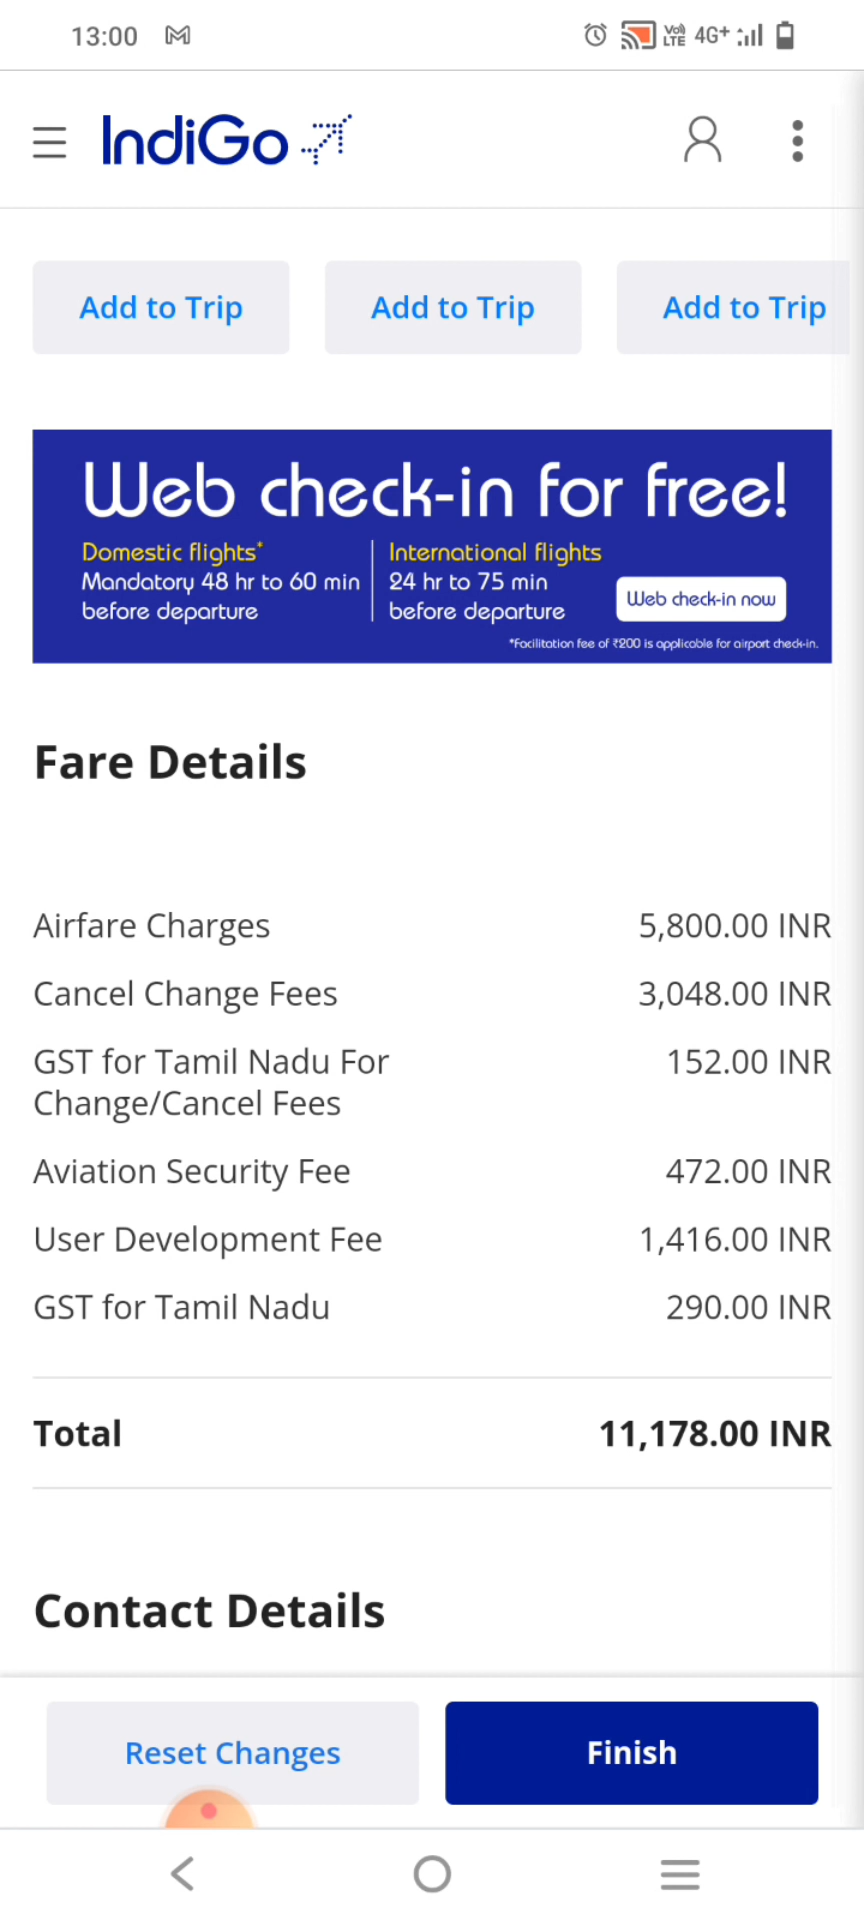 13:00 Vo) LTE 4G+
IndiGo
Add to Trip Add to Trip Add to Trip
Web check-in for free!
Domestic flights*
Mandatory 48 hr to 60 min
before departure
International flights
24 hr to 75 min
before departure
Web check-in now
*Facilitation fee of ₹200 is applicable for airport check-in.
Fare Details
Airfare Charges 5,800.00 INR
Cancel Change Fees 3,048.00 INR
GST for Tamil Nadu For 152.00 INR
Change/Cancel Fees
Aviation Security Fee 472.00 INR
User Development Fee 1,416.00 INR
GST for Tamil Nadu 290.00 INR
Total 11,178.00 INR
Contact Details
Reset Changes Finish